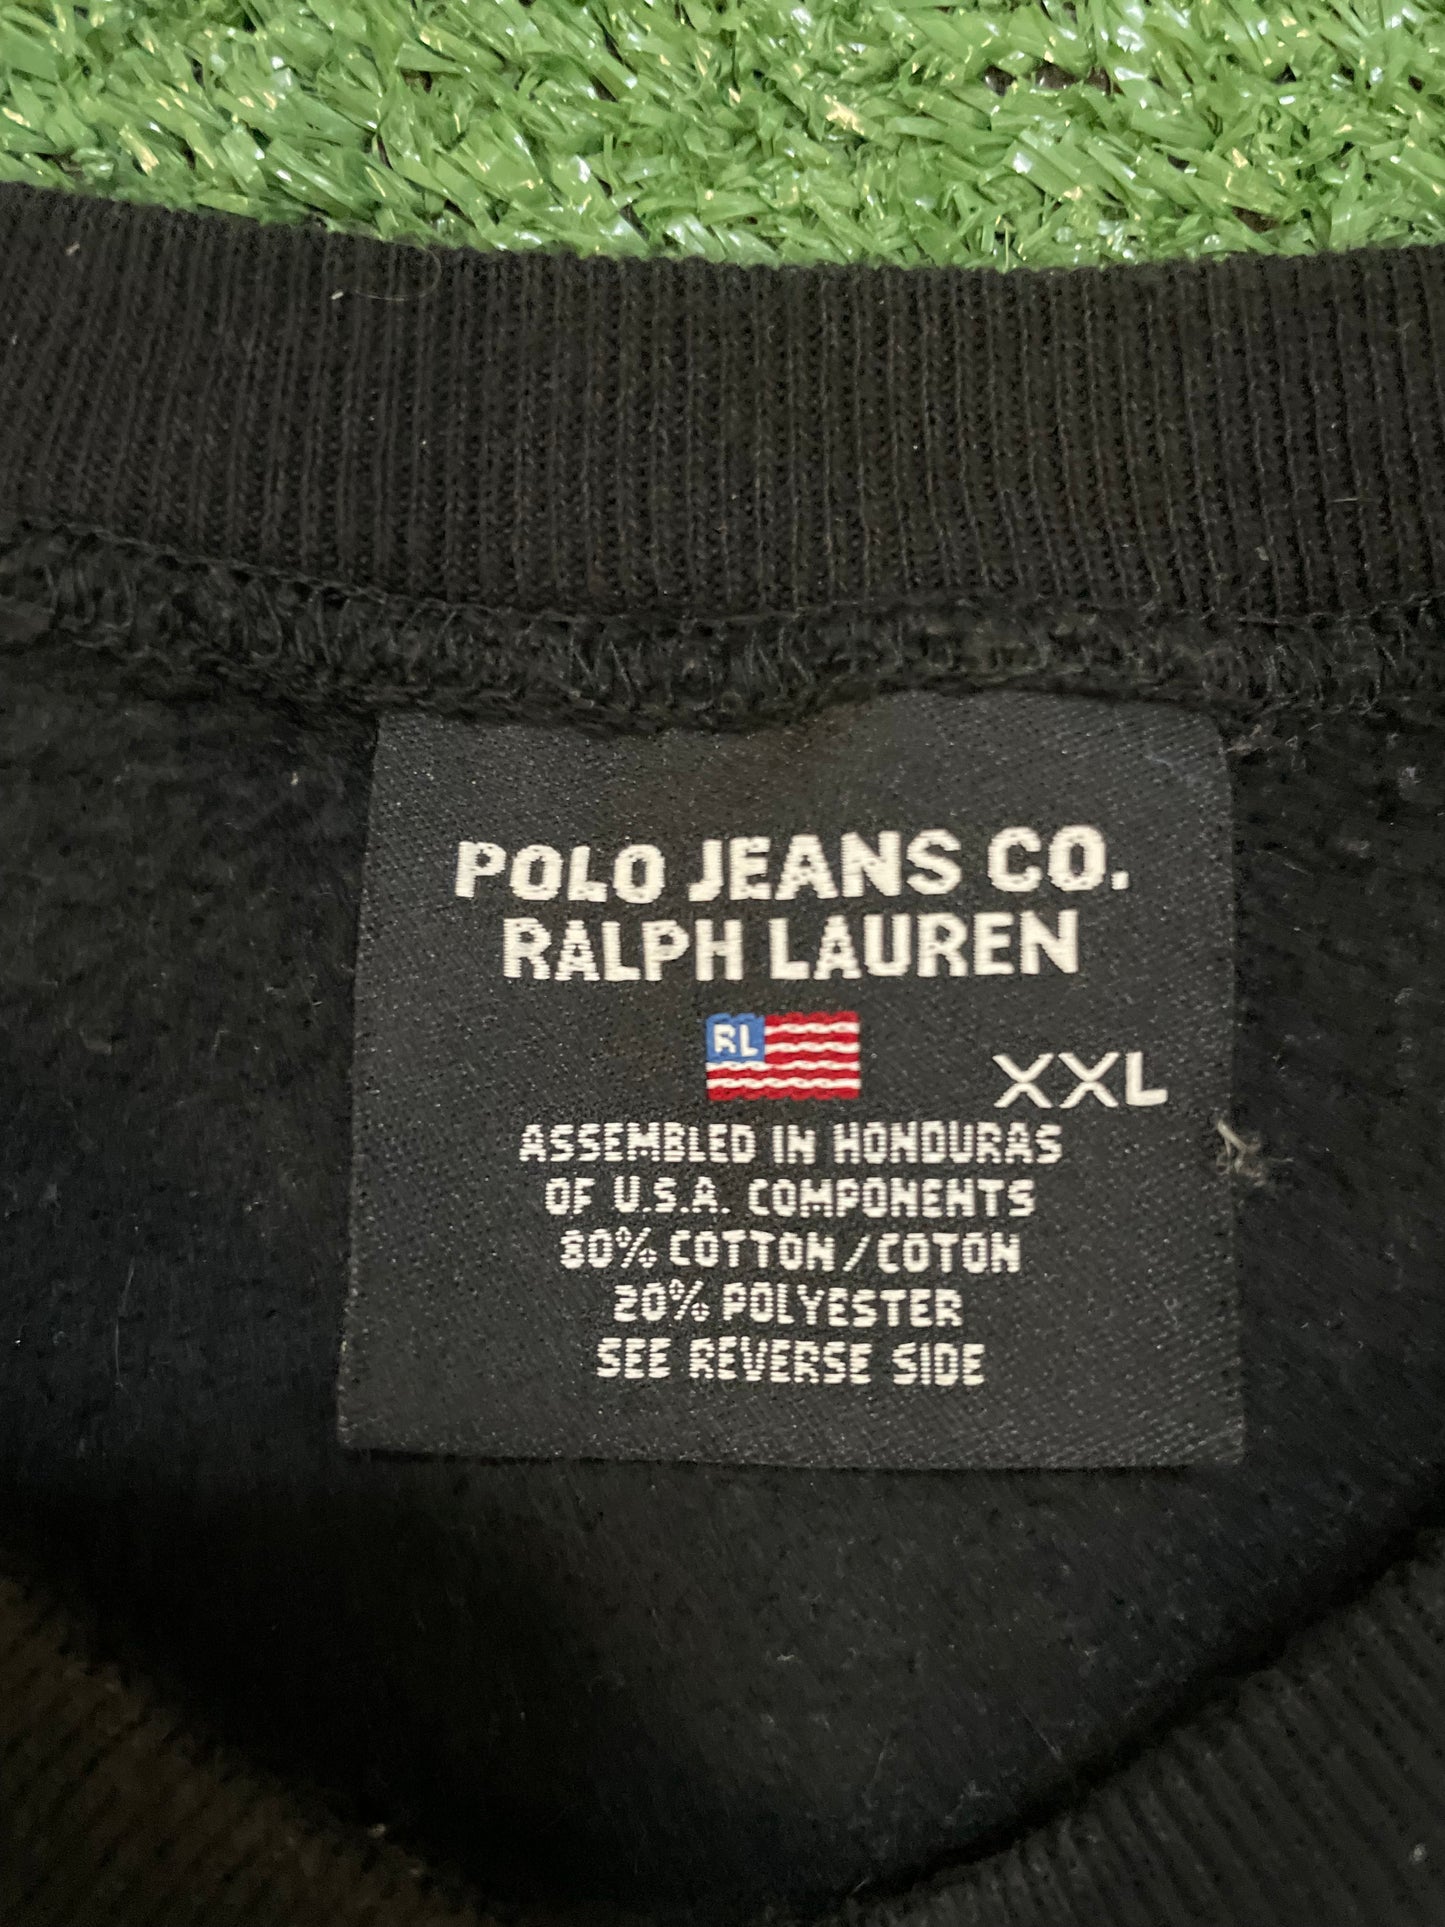 POLO JEANS CO.
RALPH LAUREN
RL
XXL
ASSEMBLED IN HONDURAS
OF U.S.A. COMPONENTS
80% COTTON/COTON
20% POLYESTER
SEE REVERSE SIDE